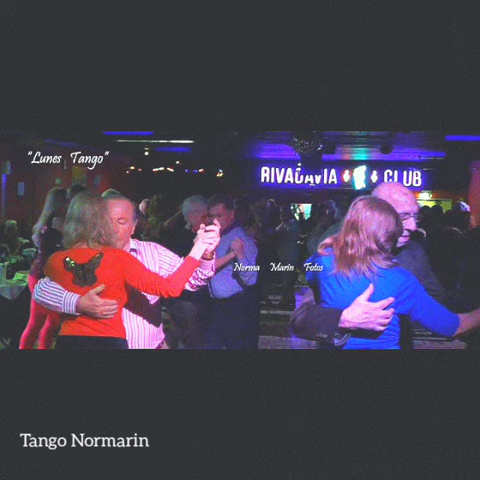 "Lunes Tango"
RIVADAVIA CLUB
Norma Marin Fotos
Tango Normarin